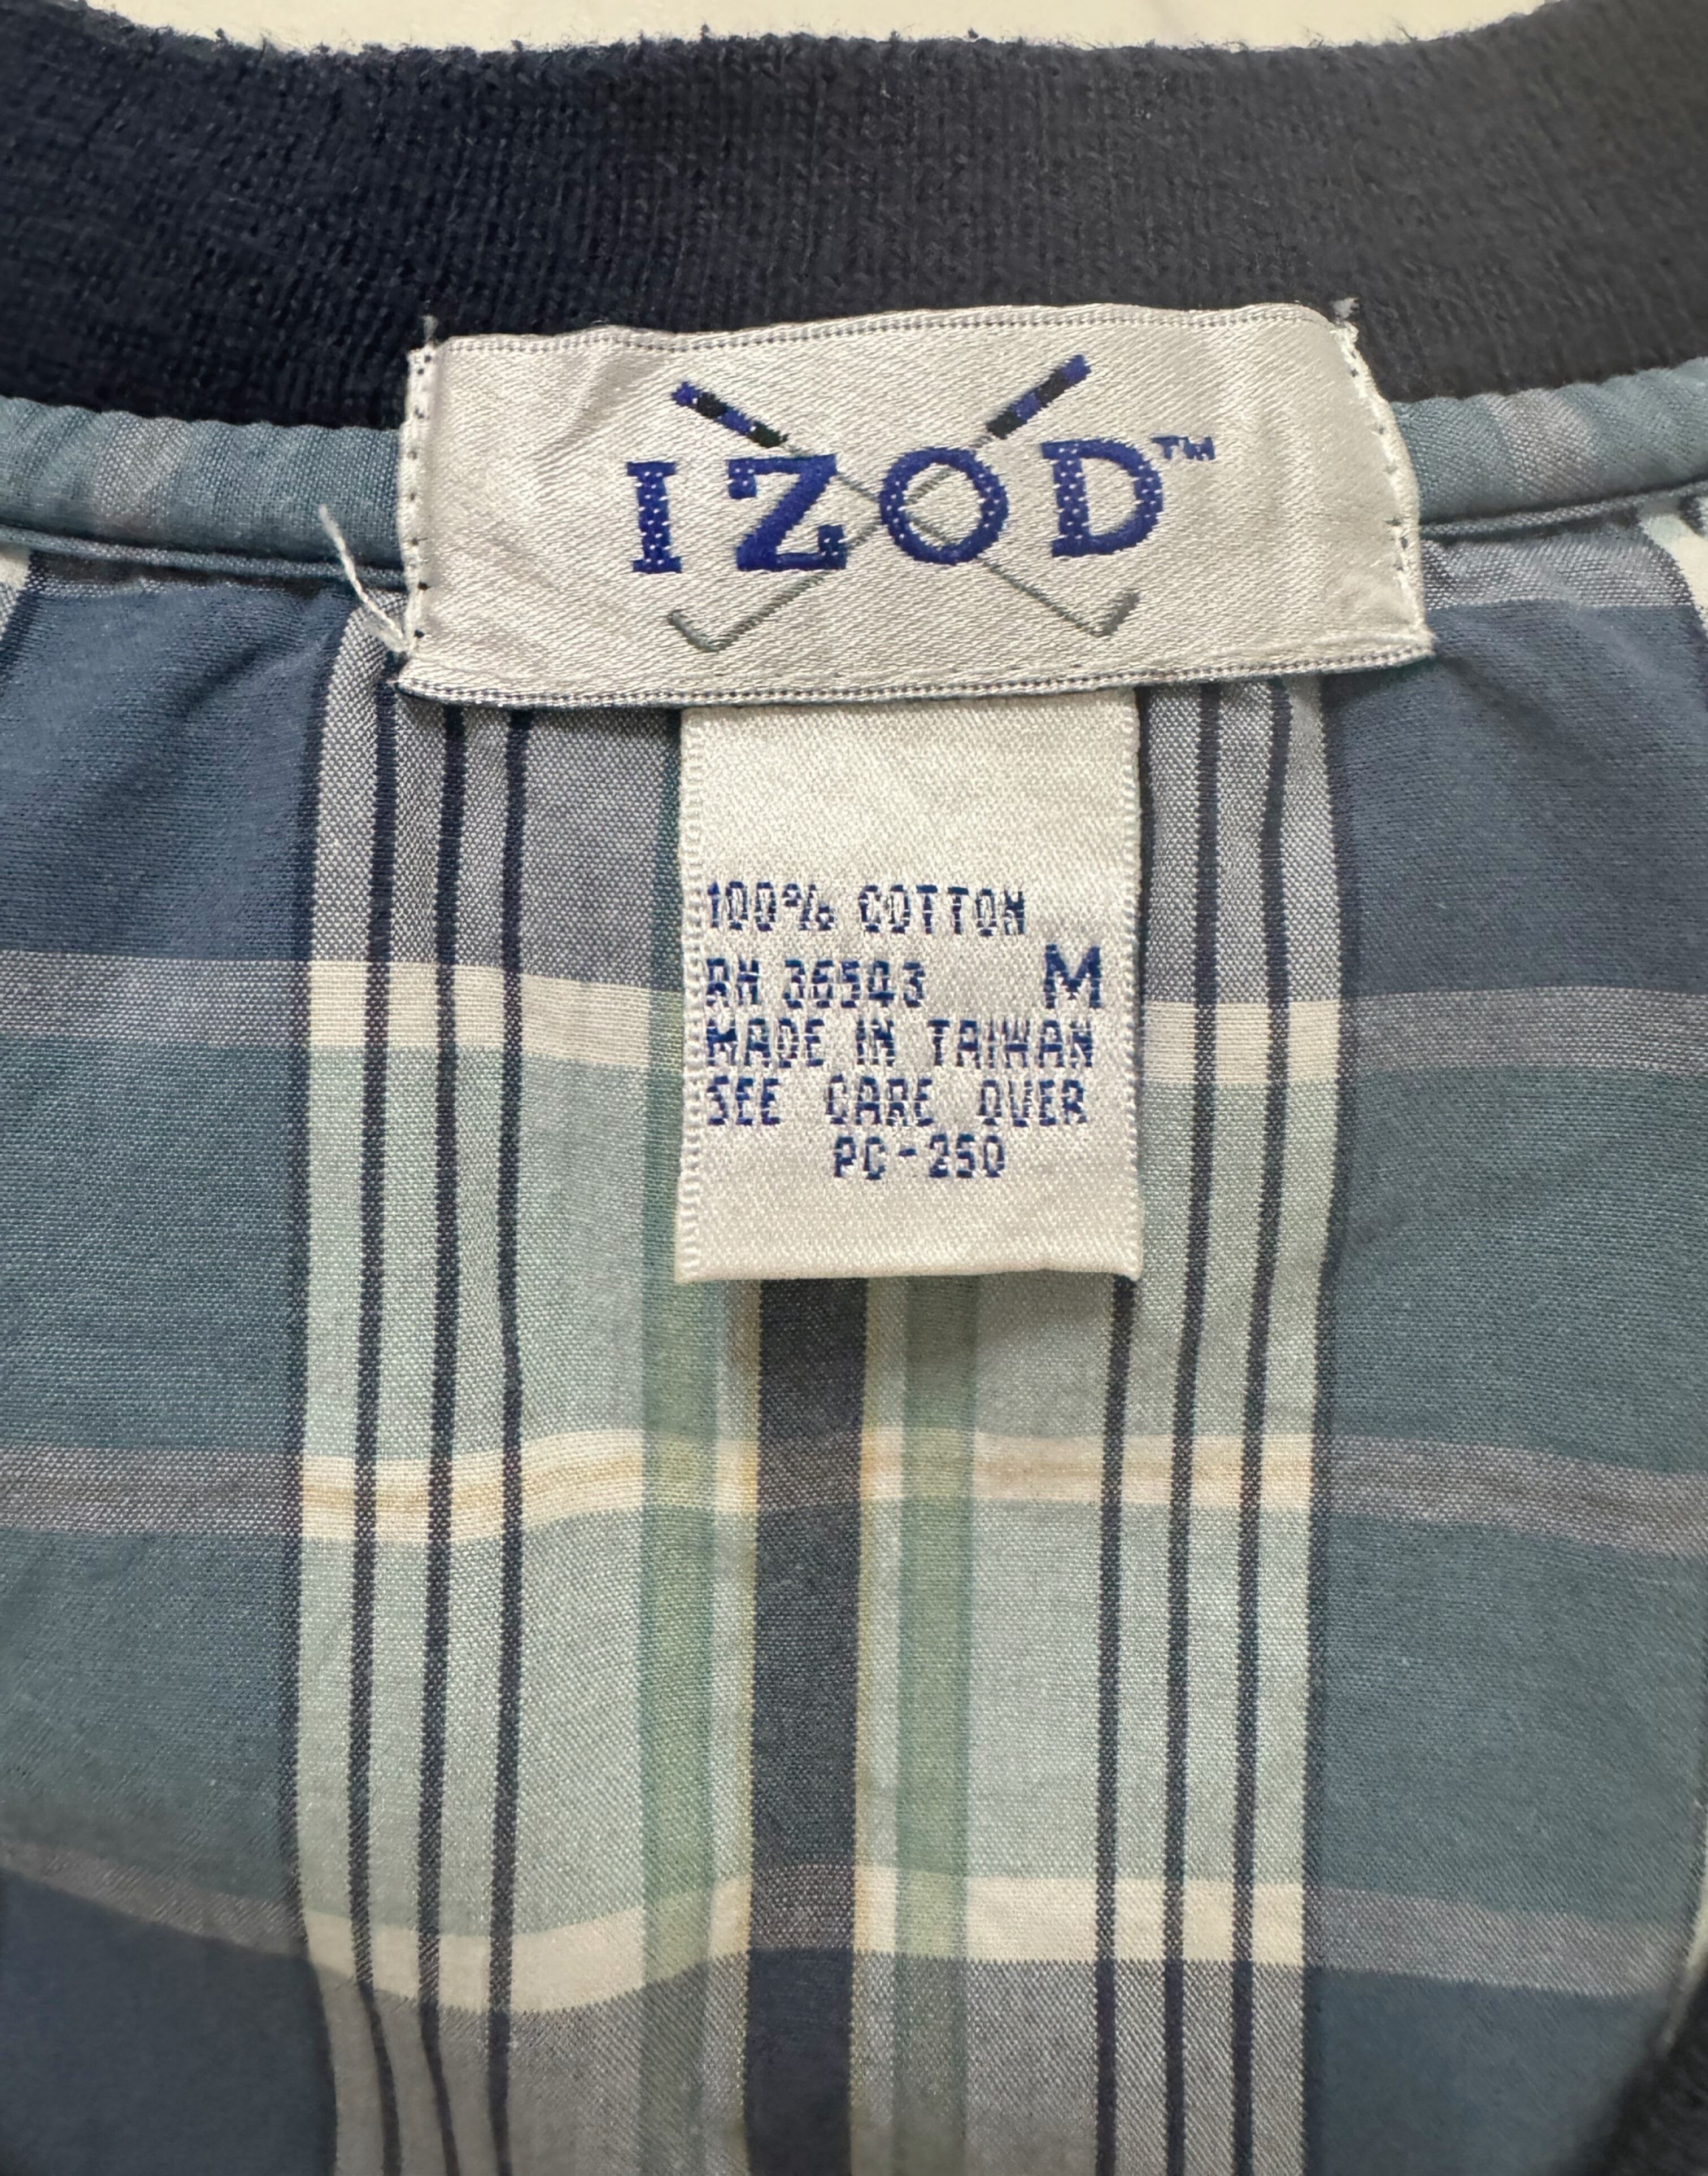 IZOD™
100% COTTON
RN 36543 M
MADE IN TAIWAN
SEE CARE OVER
PC-250